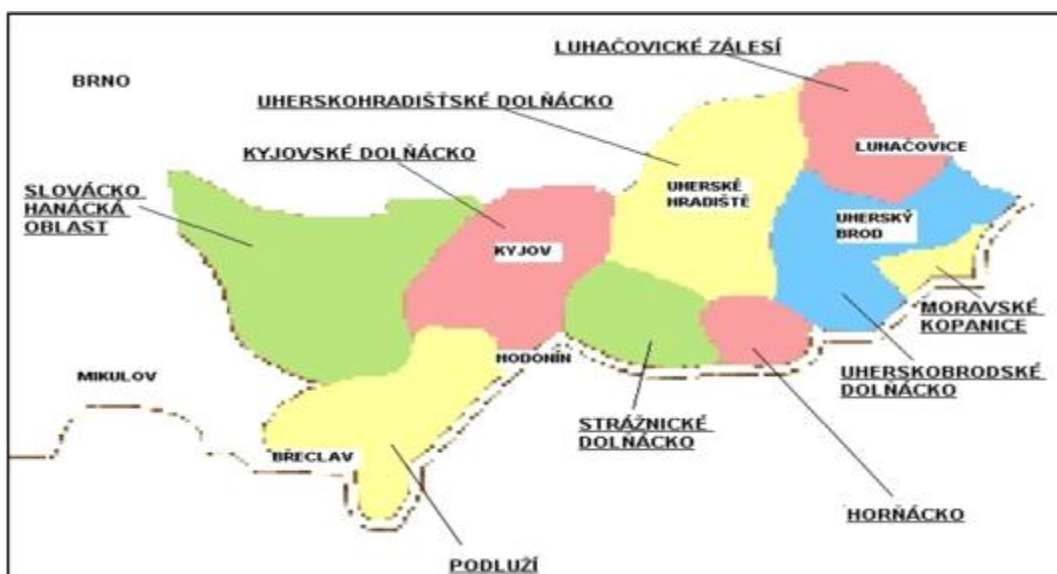 LUHAČOVICKÉ ZÁLESÍ
BRNO
UHERSKOHRADIŠŤSKÉ DOLŇÁCKO
KYJOVSKÉ DOLŇÁCKO
LUHAČOVICE
SLOVÁCKO
HANÁCKÁ
OBLAST
UHERSKÉ
HRADIŠTĚ
UHERSKÝ
BROD
KYJOV
MORAVSKÉ
KOPANICE
HODONÍN
MIKULOV
UHERSKOBRODSKÉ
DOLŇÁCKO
STRÁŽNICKÉ
DOLŇÁCKO
BŘECLAV
HORŇÁCKO
PODLUŽÍ